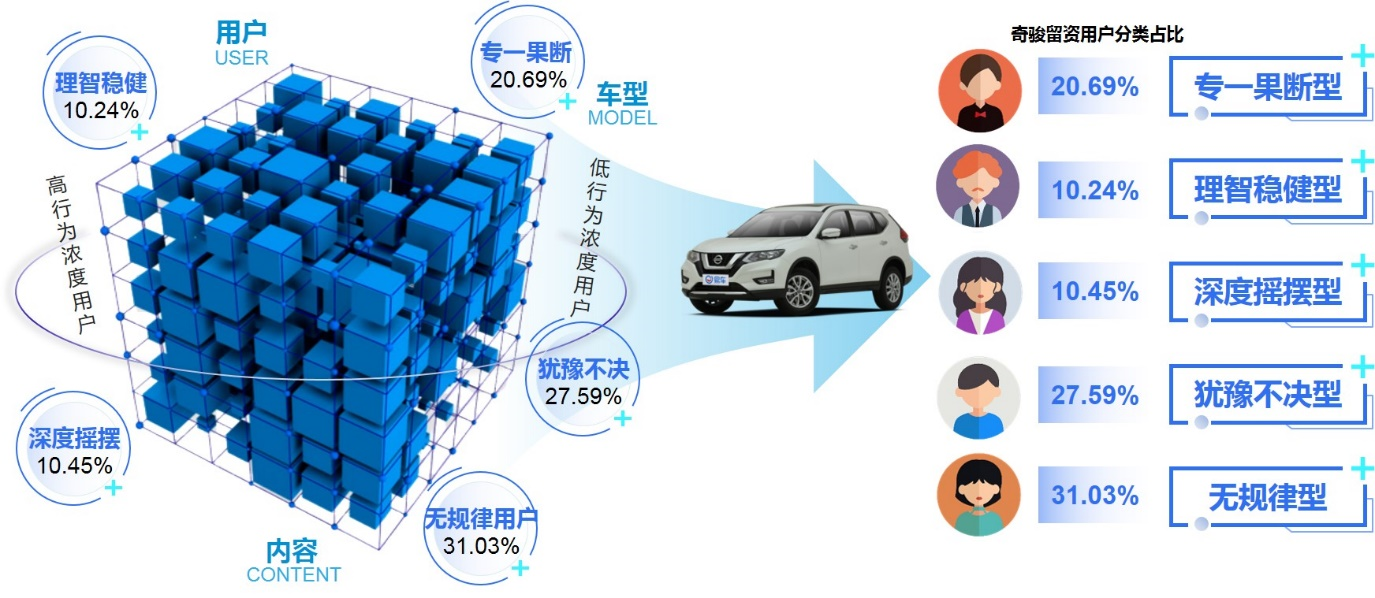 用户
USER
专一果断
20.69%
理智稳健
10.24%
车型
MODEL
高行为浓度用户
低行为浓度用户
犹豫不决
27.59%
深度摇摆
10.45%
无规律用户
31.03%
内容
CONTENT
奇骏留资用户分类占比
20.69%
专一果断型
10.24%
理智稳健型
10.45%
深度摇摆型
27.59%
犹豫不决型
31.03%
无规律型